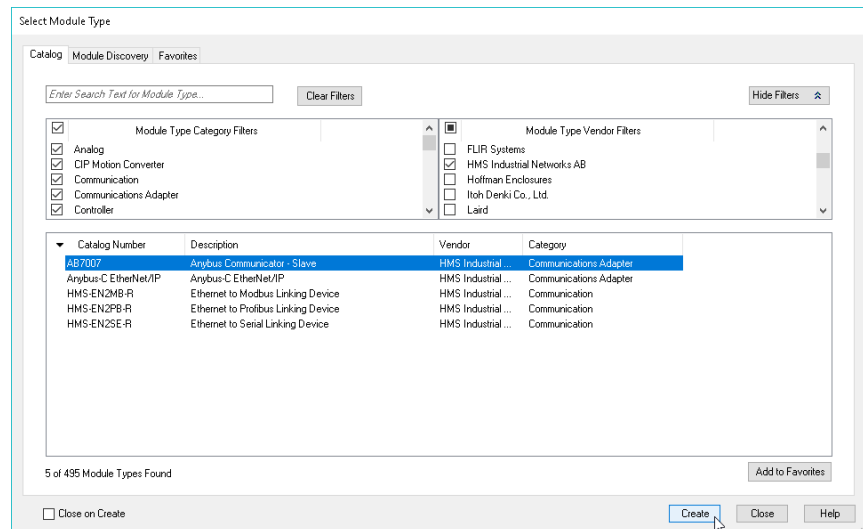 Select Module Type
Catalog Module Discovery Favorites
Enter Search Text for Module Type...
Clear Filters
Hide Filters
Module Type Category Filters
Analog
CIP Motion Converter
Communication
Communications Adapter
Controller
Module Type Vendor Filters
FLIR Systems
HMS Industrial Networks AB
Hoffman Enclosures
Itoh Denki Co., Ltd.
Laird
Catalog Number Description Vendor Category
AB7007 Anybus Communicator - Slave HMS Industrial ... Communications Adapter
Anybus-C EtherNet/IP Anybus-C EtherNet/IP HMS Industrial ... Communications Adapter
HMS-EN2MB-R Ethernet to Modbus Linking Device HMS Industrial ... Communication
HMS-EN2PB-R Ethernet to Profibus Linking Device HMS Industrial ... Communication
HMS-EN2SE-R Ethernet to Serial Linking Device HMS Industrial ... Communication
5 of 495 Module Types Found
Add to Favorites
Close on Create
Create Close Help